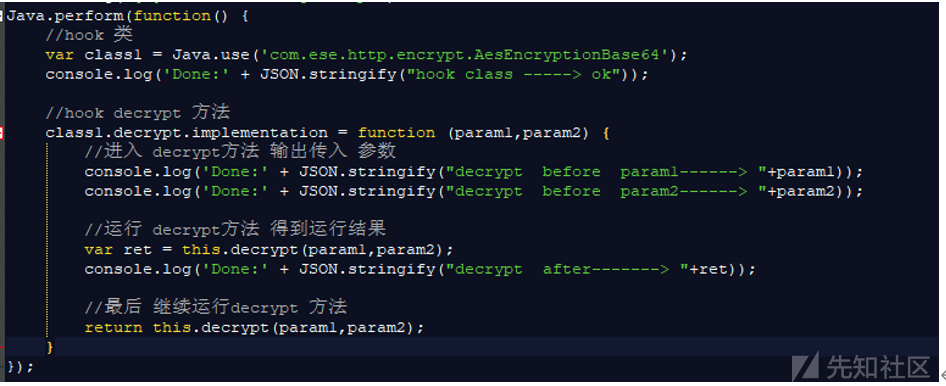 Java.perform(function() {
//hook 类
var class1 = Java.use('com.ese.http.encrypt.AesEncryptionBase64');
console.log('Done:' + JSON.stringify("hook class -----> ok"));
//hook decrypt 方法
class1.decrypt.implementation = function (param1,param2) {
//进入 decrypt方法 输出传入 参数
console.log('Done:' + JSON.stringify("decrypt  before  param1------> "+param1));
console.log('Done:' + JSON.stringify("decrypt  before  param2------> "+param2));
//运行 decrypt方法 得到运行结果
var ret = this.decrypt(param1,param2);
console.log('Done:' + JSON.stringify("decrypt  after-------> "+ret));
//最后 继续运行decrypt 方法
return this.decrypt(param1,param2);
}
});
先知社区